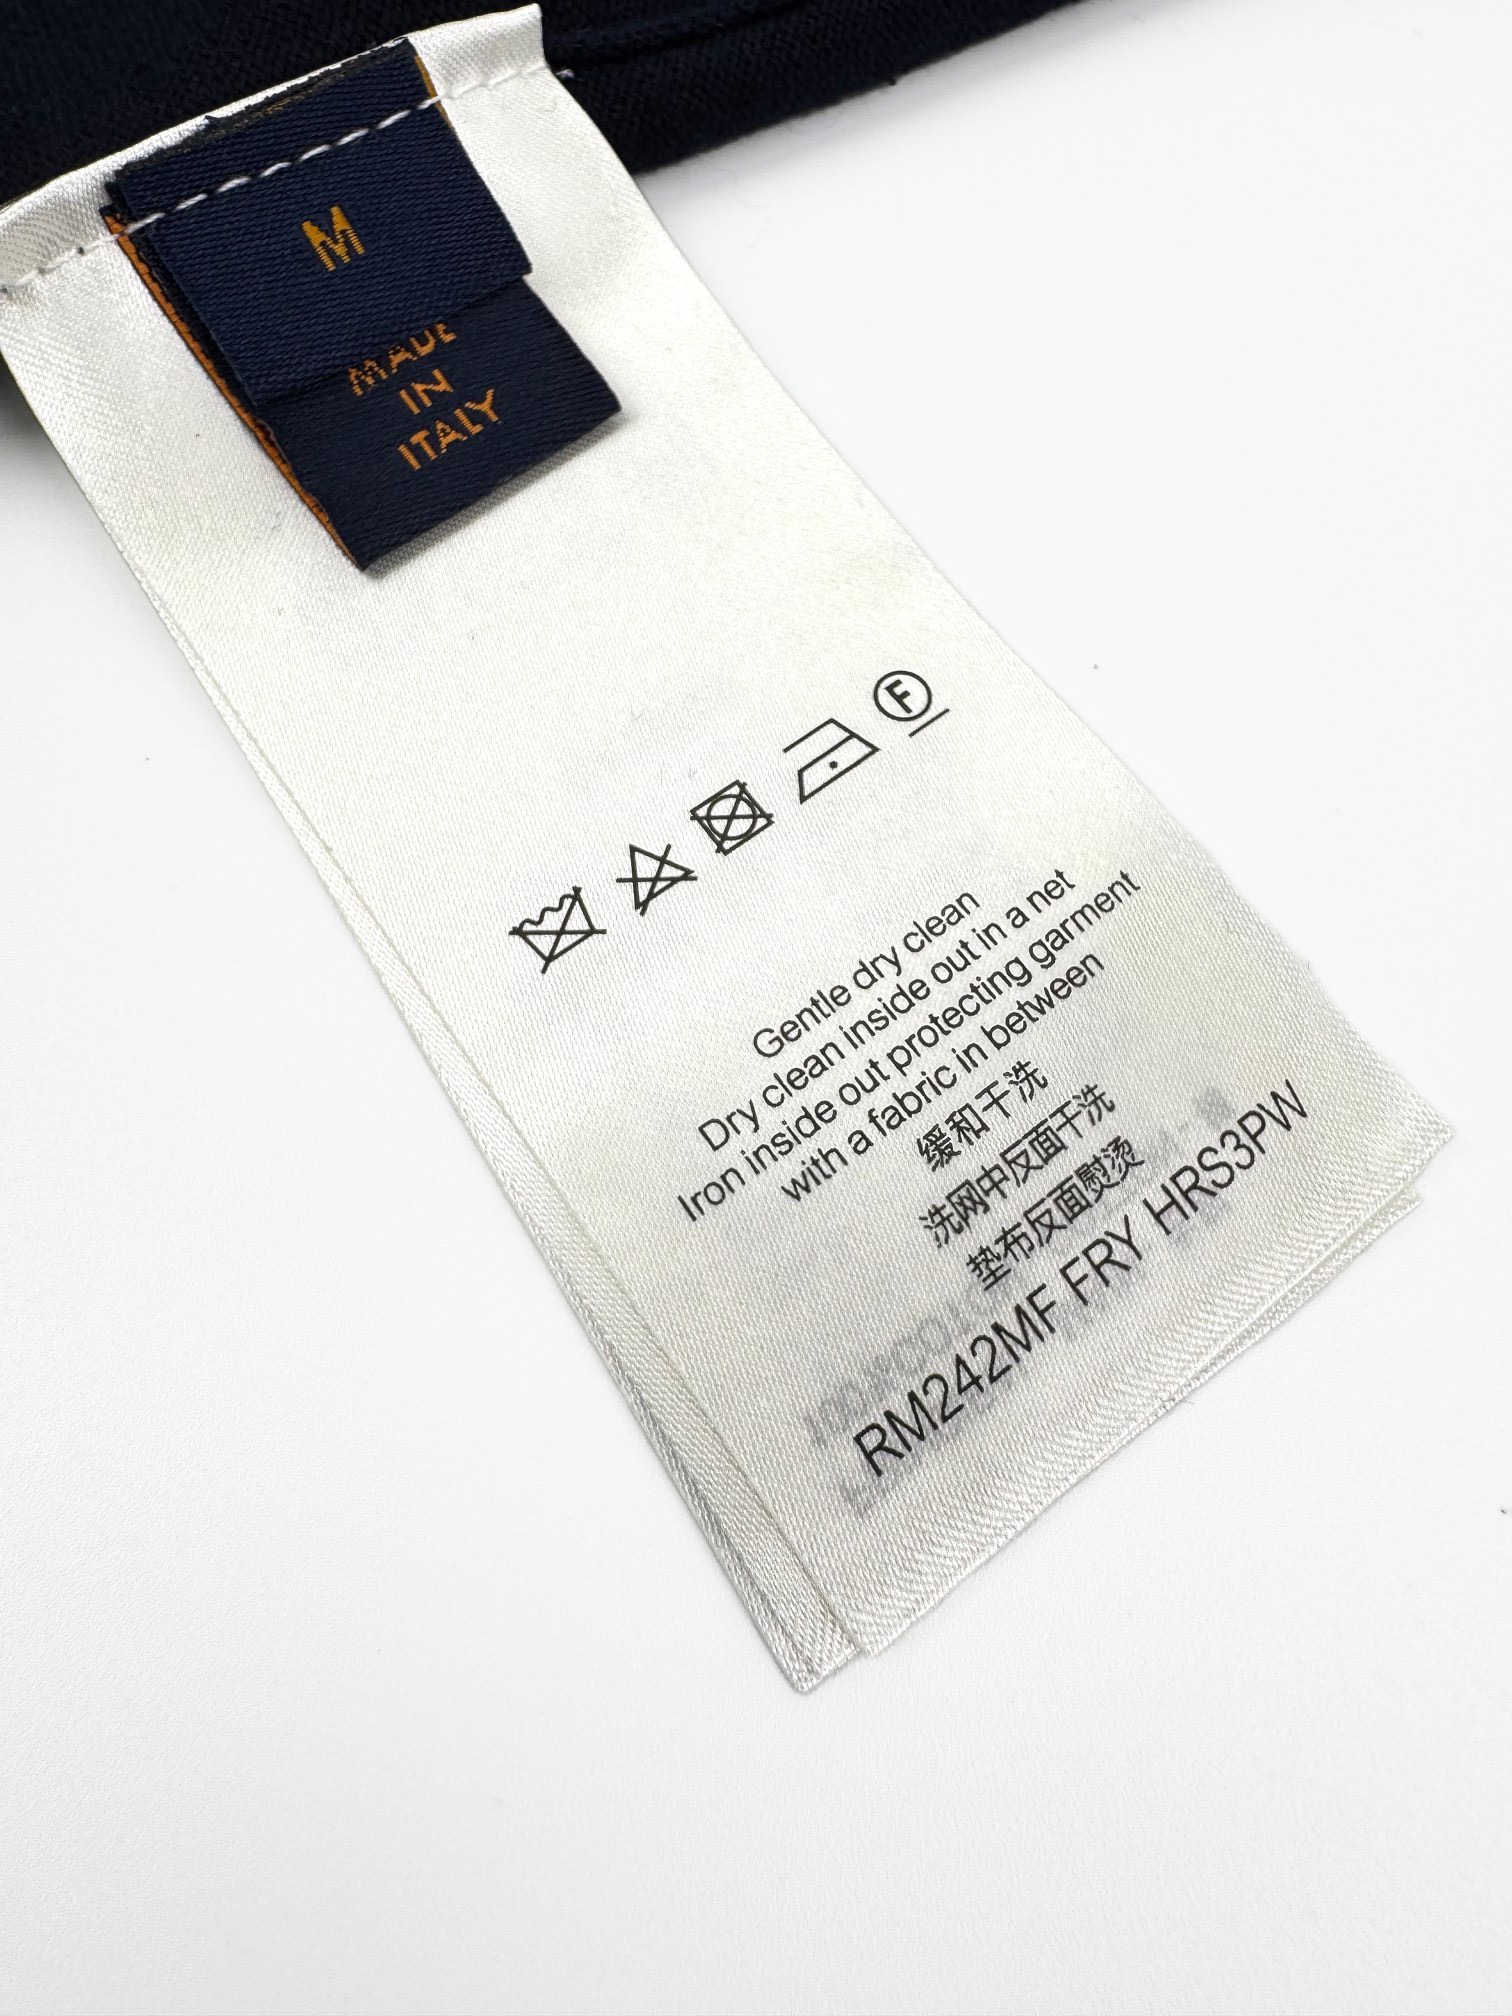 M
MADE
IN
ITALY
F
Gentle dry clean
Dry clean inside out in a net
Iron inside out protecting garment
with a fabric in between
缓和干洗
洗网中反面干洗
垫布反面熨烫
RM242MF FRY HRS3PW